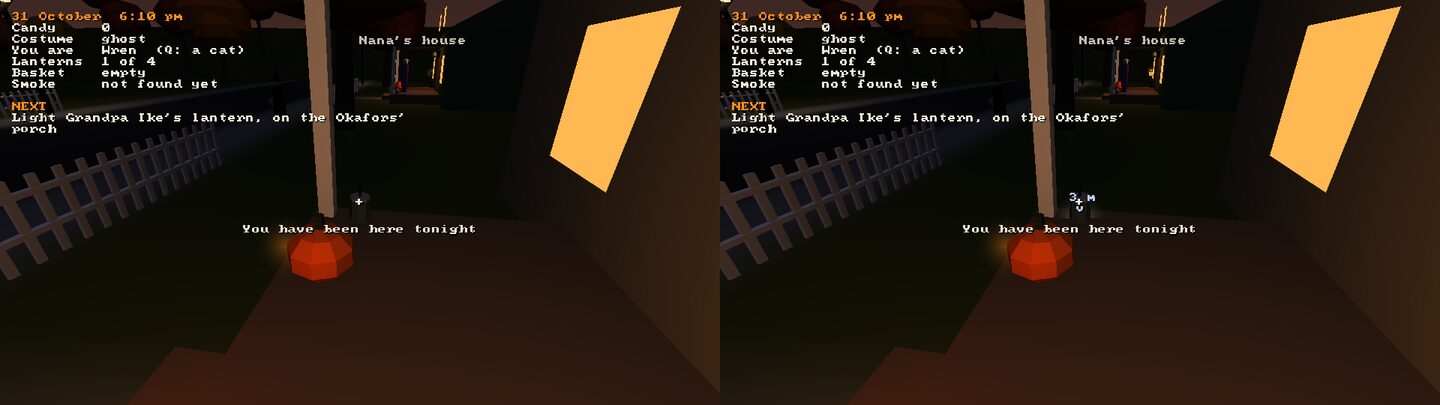 31 October 6:10 pm
Candy 0
Costume ghost
You are Wren (Q: a cat)
Lanterns 1 of 4
Basket empty
Smoke not found yet
NEXT
Light Grandpa Ike's lantern, on the Okafors'
porch
Nana's house
You have been here tonight
31 October 6:10 pm
Candy 0
Costume ghost
You are Wren (Q: a cat)
Lanterns 1 of 4
Basket empty
Smoke not found yet
NEXT
Light Grandpa Ike's lantern, on the Okafors'
porch
Nana's house
3 m
You have been here tonight